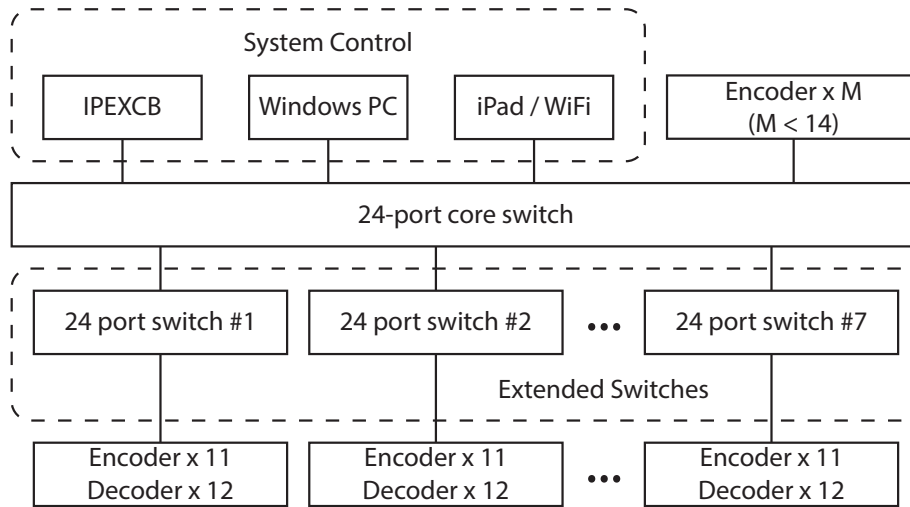 System Control
IPEXCB
Windows PC
iPad / WiFi
Encoder x M
(M < 14)
24-port core switch
24 port switch #1
24 port switch #2
•••
24 port switch #7
Extended Switches
Encoder x 11
Decoder x 12
Encoder x 11
Decoder x 12
•••
Encoder x 11
Decoder x 12